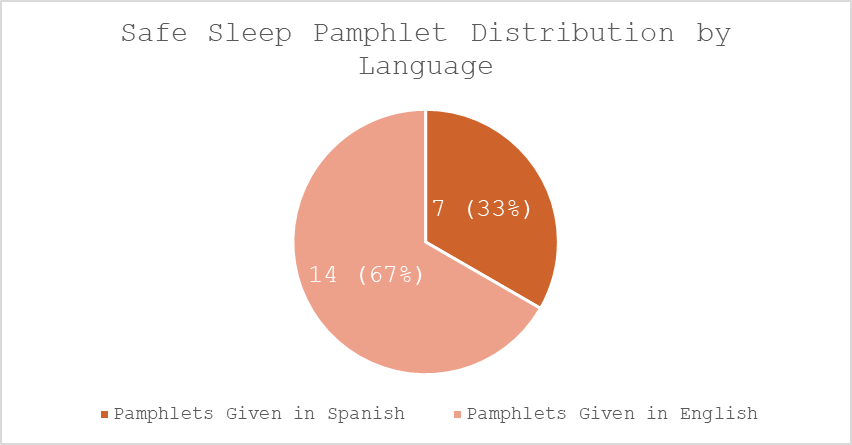 Safe Sleep Pamphlet Distribution by
Language
7 (33%)
14 (67%)
Pamphlets Given in Spanish
Pamphlets Given in English